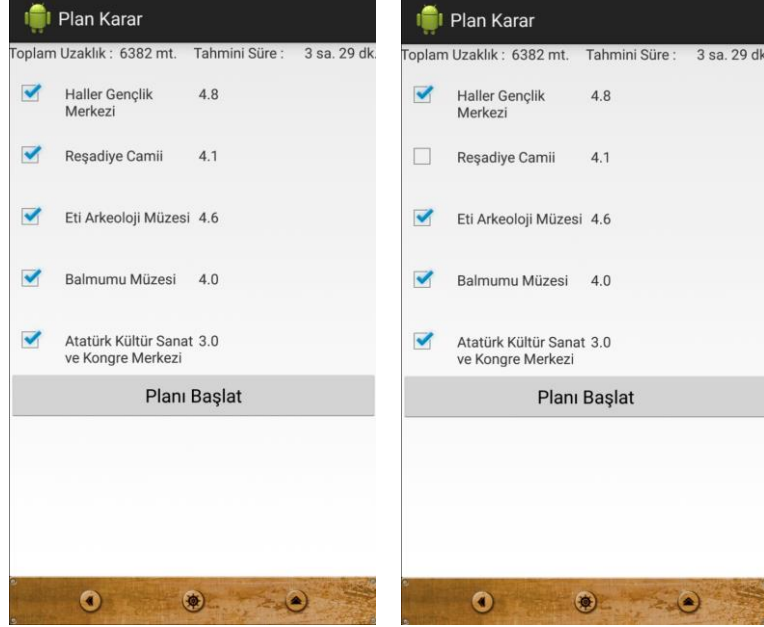 Plan Karar
Toplam Uzaklık : 6382 mt. Tahmini Süre : 3 sa. 29 dk.
Haller Gençlik 4.8
Merkezi
Reşadiye Camii 4.1
Eti Arkeoloji Müzesi 4.6
Balmumu Müzesi 4.0
Atatürk Kültür Sanat 3.0
ve Kongre Merkezi
Planı Başlat
Plan Karar
Toplam Uzaklık : 6382 mt. Tahmini Süre : 3 sa. 29 dk
Haller Gençlik 4.8
Merkezi
Reşadiye Camii 4.1
Eti Arkeoloji Müzesi 4.6
Balmumu Müzesi 4.0
Atatürk Kültür Sanat 3.0
ve Kongre Merkezi
Planı Başlat